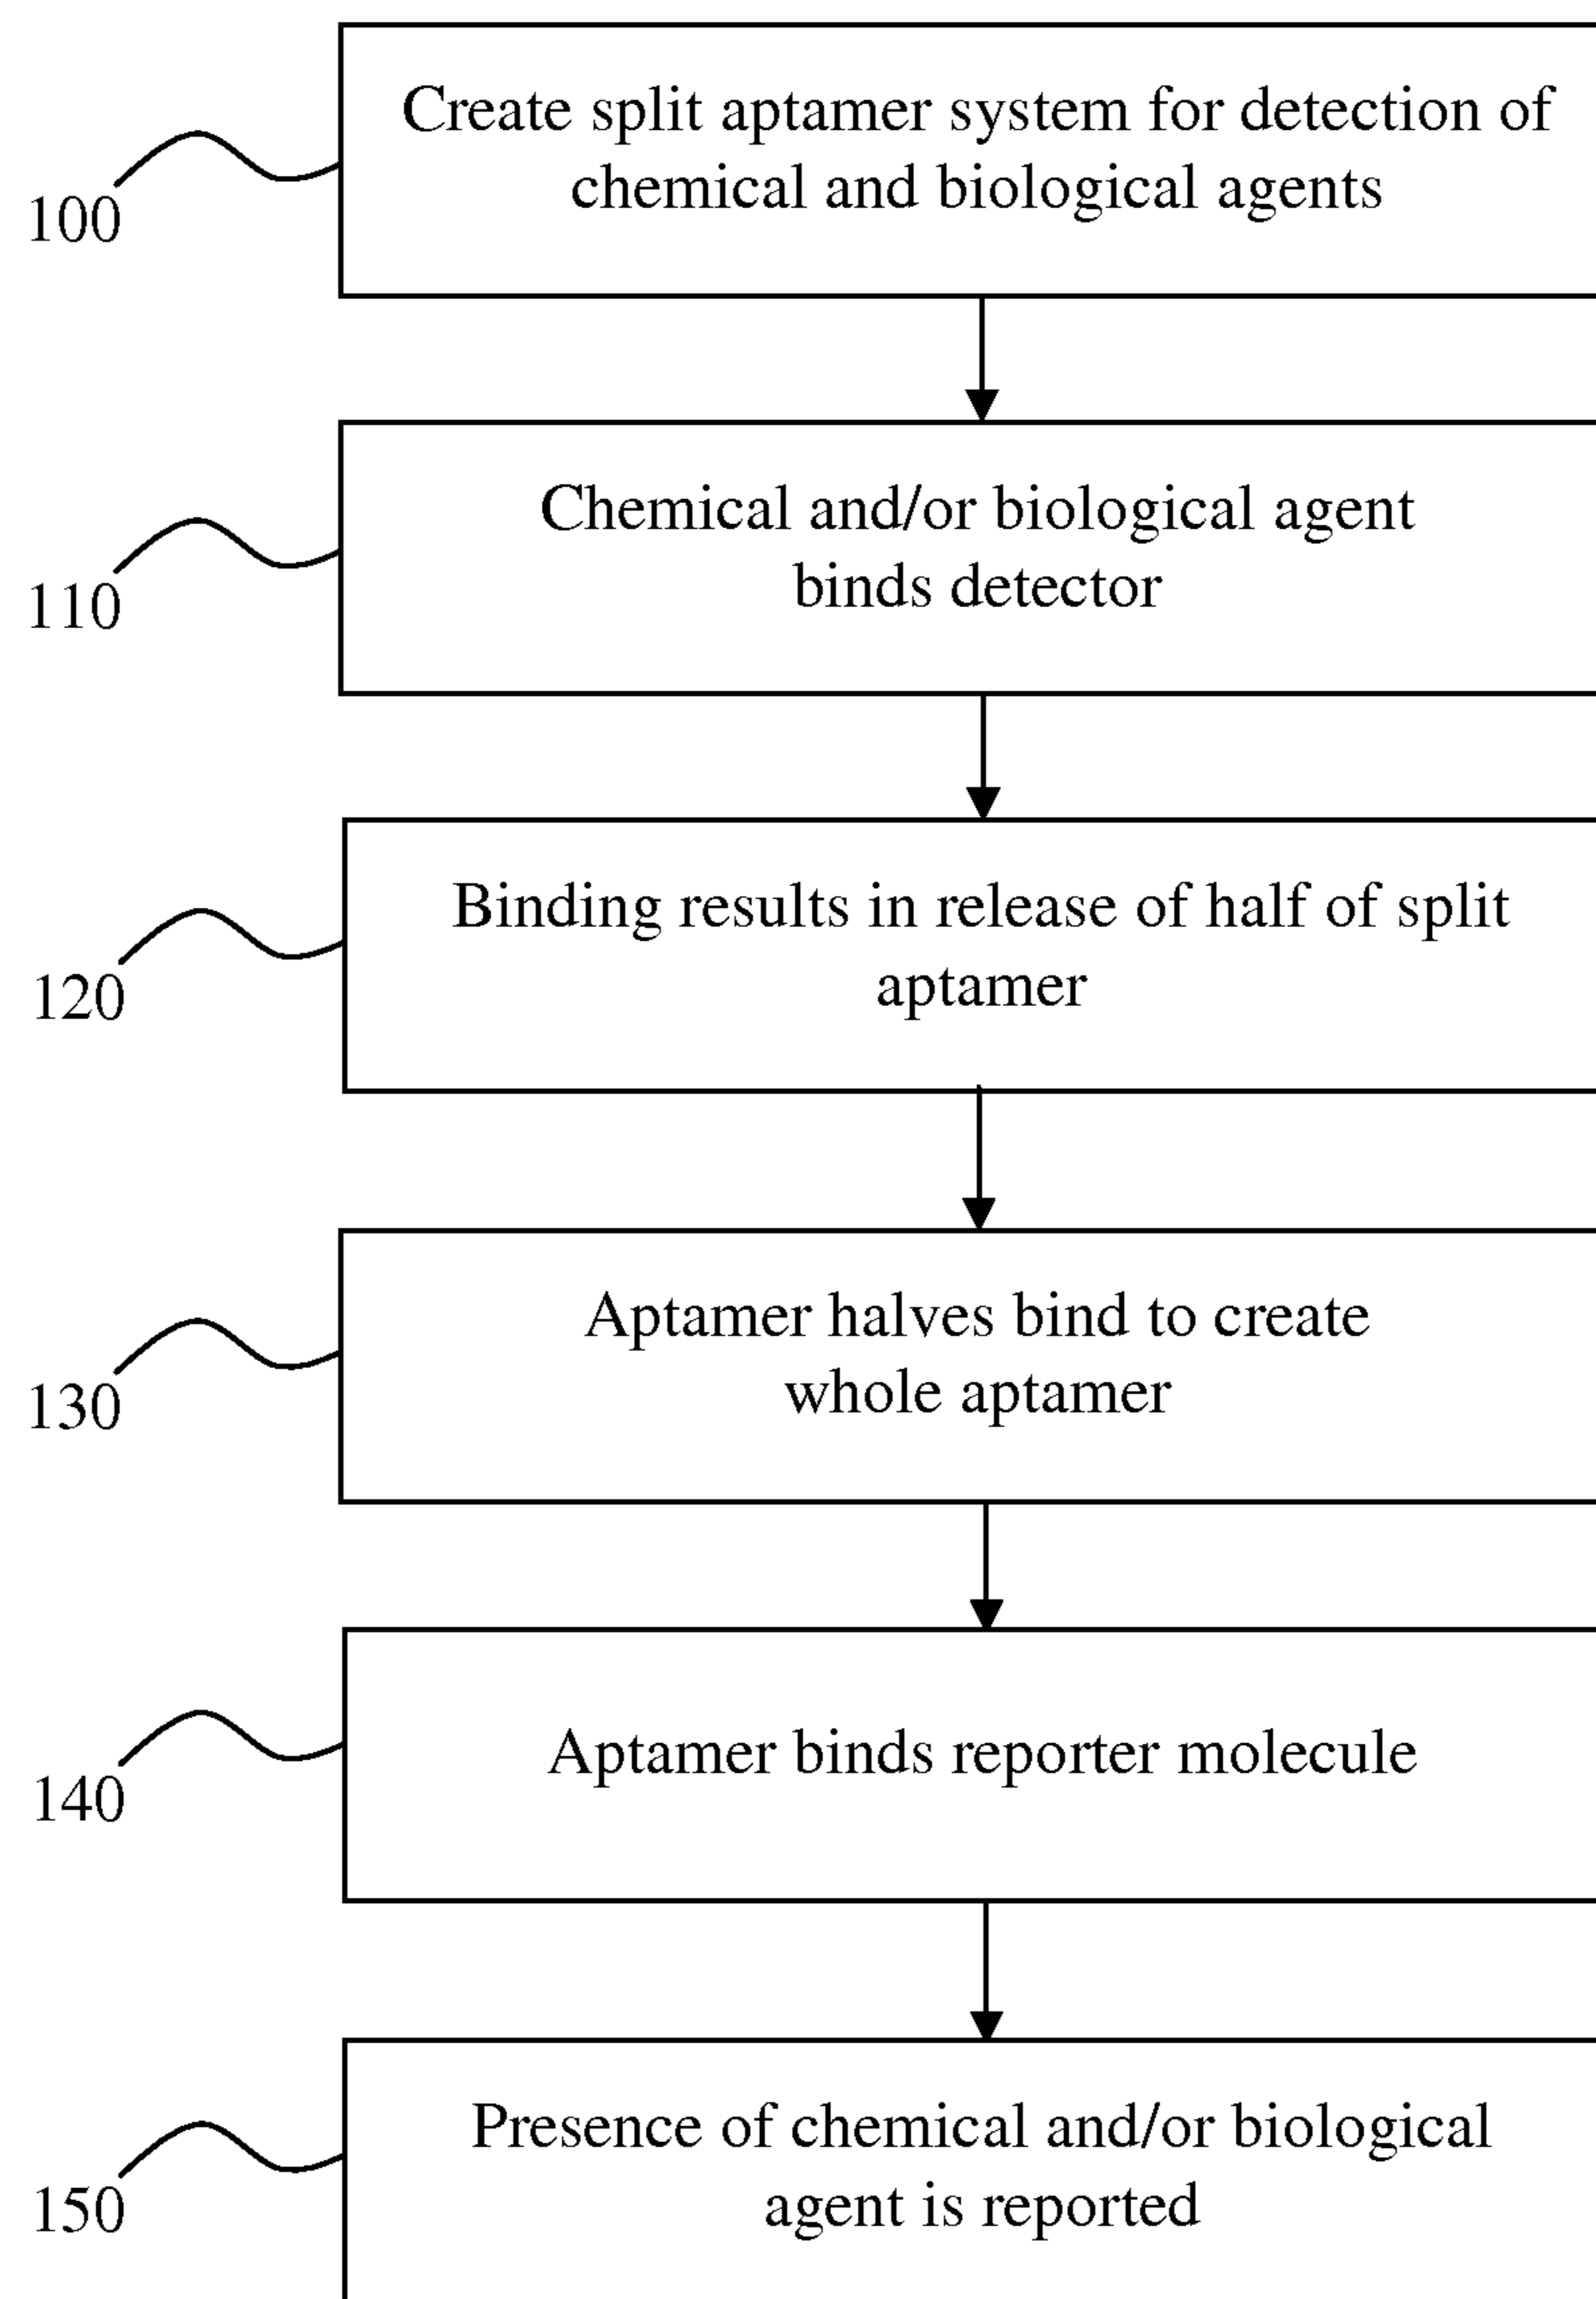 Create split aptamer system for detection of
chemical and biological agents
100
Chemical and/or biological agent
binds detector
110
Binding results in release of half of split
aptamer
120
Aptamer halves bind to create
whole aptamer
130
Aptamer binds reporter molecule
140
Presence of chemical and/or biological
agent is reported
150